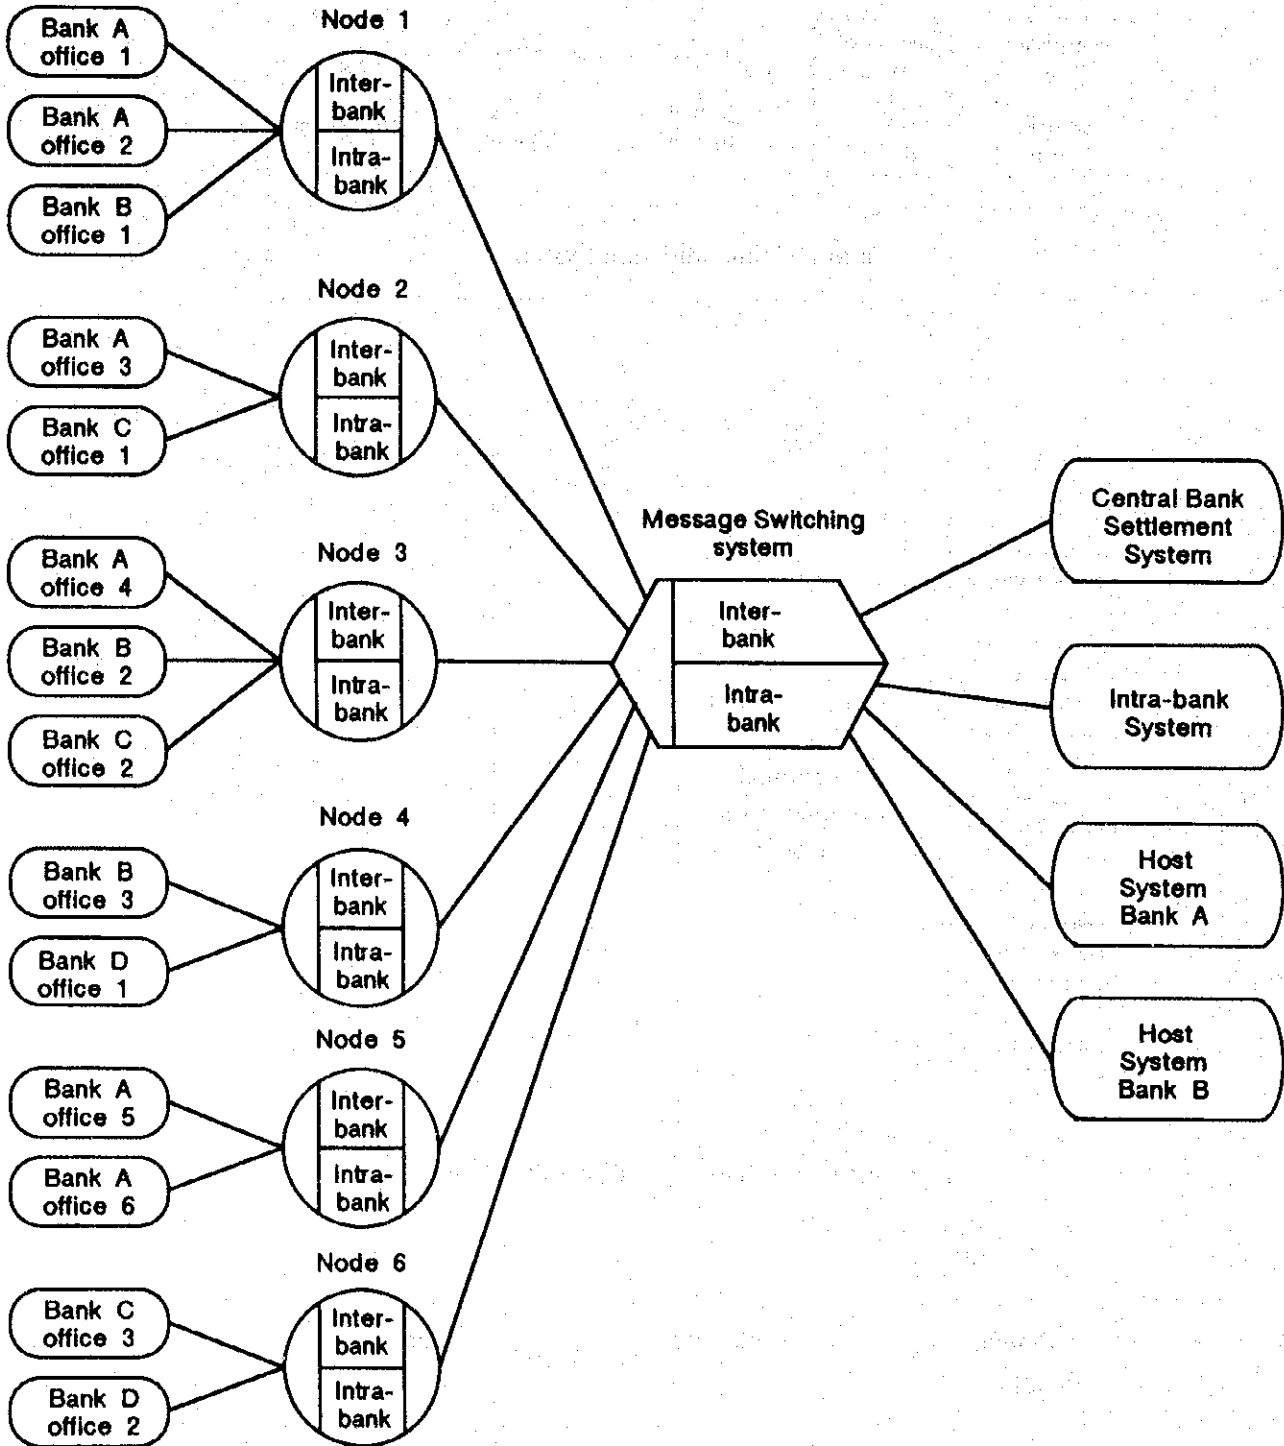 Node 1
Bank A
office 1
Bank A
office 2
Bank B
office 1
Inter-
bank
Intra-
bank
Node 2
Bank A
office 3
Bank C
office 1
Inter-
bank
Intra-
bank
Node 3
Bank A
office 4
Bank B
office 2
Bank C
office 2
Inter-
bank
Intra-
bank
Node 4
Bank B
office 3
Bank D
office 1
Inter-
bank
Intra-
bank
Node 5
Bank A
office 5
Bank A
office 6
Inter-
bank
Intra-
bank
Node 6
Bank C
office 3
Bank D
office 2
Inter-
bank
Intra-
bank
Message Switching
system
Inter-
bank
Intra-
bank
Central Bank
Settlement
System
Intra-bank
System
Host
System
Bank A
Host
System
Bank B